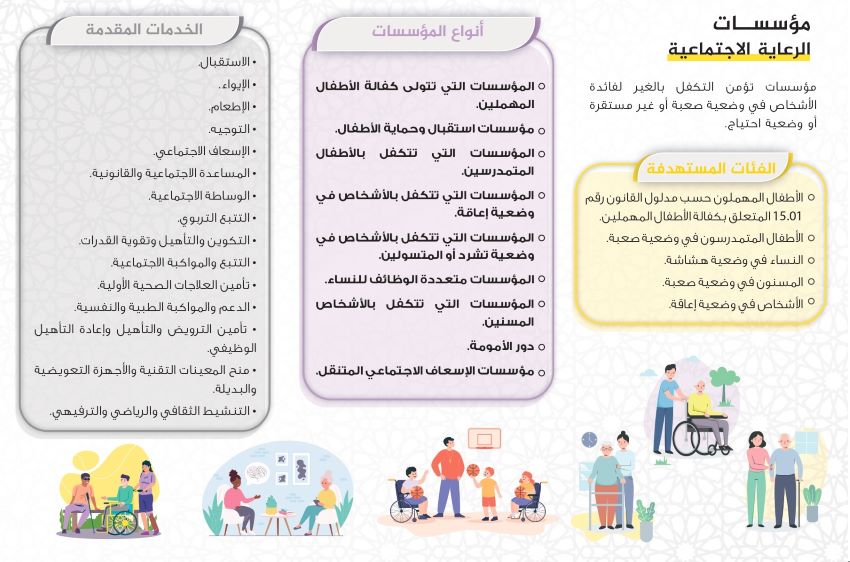 مؤسسات
الرعاية الاجتماعية
مؤسسات تؤمن التكفل بالغير لفائدة
الأشخاص في وضعية صعبة أو غير مستقرة
أو وضعية احتياج.
الفئات المستهدفة
الأطفال المهملون حسب مدلول القانون رقم
15.01 المتعلق بكفالة الأطفال المهملين.
الأطفال المتمدرسون في وضعية صعبة.
النساء في وضعية هشاشة.
المسنون في وضعية صعبة.
الأشخاص في وضعية إعاقة.
أنواع المؤسسات
المؤسسات التي تتولى كفالة الأطفال
المهملين.
مؤسسات استقبال وحماية الأطفال.
المؤسسات التي تتكفل بالأطفال
المتمدرسين.
المؤسسات التي تتكفل بالأشخاص في
وضعية إعاقة.
المؤسسات التي تتكفل بالأشخاص في
وضعية تشرد أو المتسولين.
المؤسسات متعددة الوظائف للنساء.
المؤسسات التي تتكفل بالأشخاص
المسنين.
دور الأمومة.
مؤسسات الإسعاف الاجتماعي المتنقل.
الخدمات المقدمة
• الاستقبال.
• الإيواء.
• الإطعام.
• التوجيه.
• الإسعاف الاجتماعي.
• المساعدة الاجتماعية والقانونية.
• الوساطة الاجتماعية.
• التتبع التربوي.
• التكوين والتأهيل وتقوية القدرات.
• التتبع والمواكبة الاجتماعية.
• تأمين العلاجات الصحية الأولية.
• الدعم والمواكبة الطبية والنفسية.
• تأمين الترويض والتأهيل وإعادة التأهيل
الوظيفي.
• منح المعينات التقنية والأجهزة التعويضية
والبديلة.
• التنشيط الثقافي والرياضي والترفيهي.